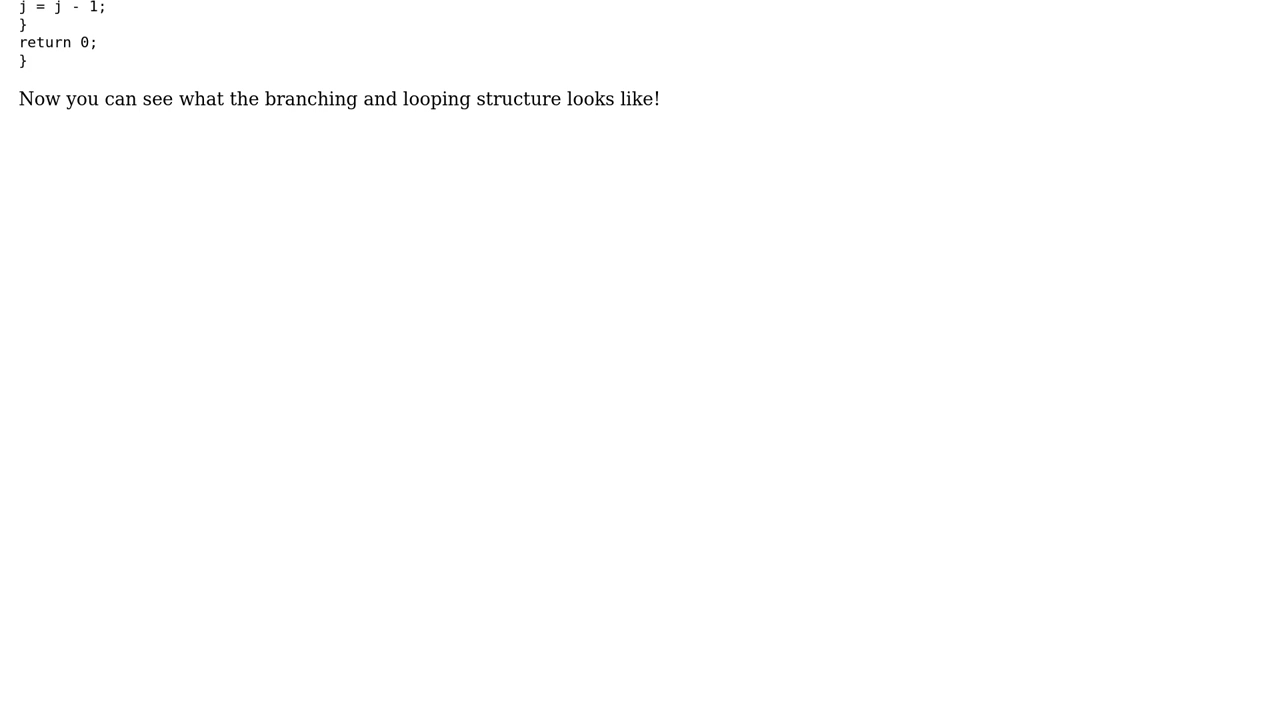 j = j - 1;
}
return 0;
}
Now you can see what the branching and looping structure looks like!